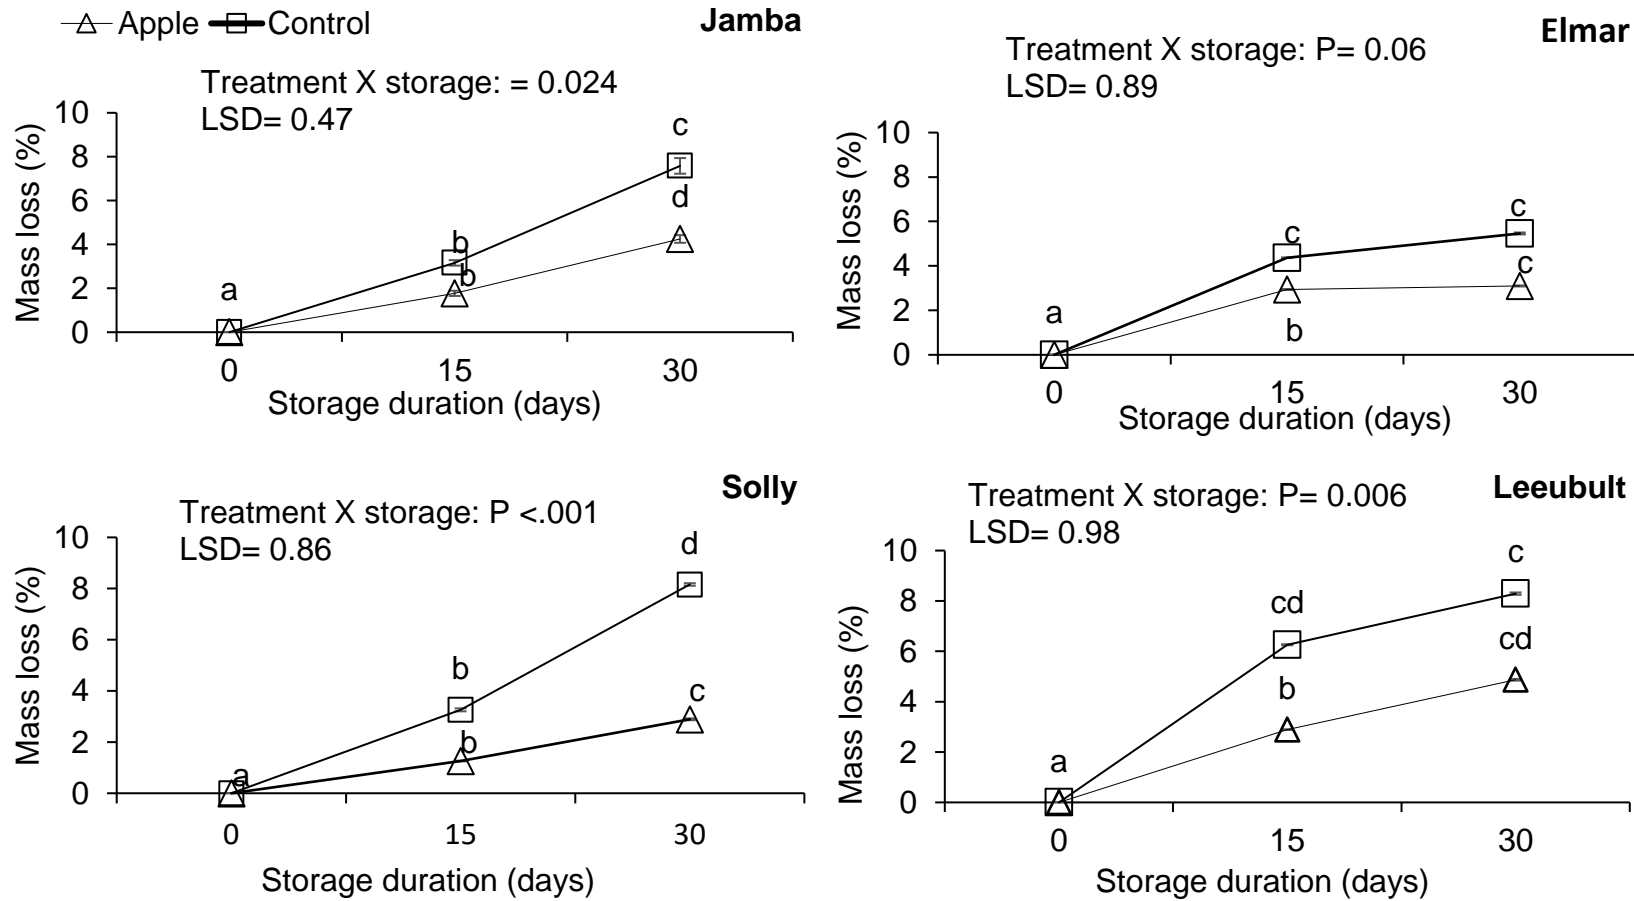 Apple Control
Jamba
Treatment X storage: = 0.024
LSD= 0.47
Mass loss (%)
10
8
6
4
2
0
a
b
b
c
d
0 15 30
Storage duration (days)
Elmar
Treatment X storage: P= 0.06
LSD= 0.89
Mass loss (%)
10
8
6
4
2
0
a
c
b
c
c
0 15 30
Storage duration (days)
Solly
Treatment X storage: P <.001
LSD= 0.86
Mass loss (%)
10
8
6
4
2
0
a
b
b
d
c
0 15 30
Storage duration (days)
Leeubult
Treatment X storage: P= 0.006
LSD= 0.98
Mass loss (%)
10
8
6
4
2
0
a
cd
b
c
cd
0 15 30
Storage duration (days)